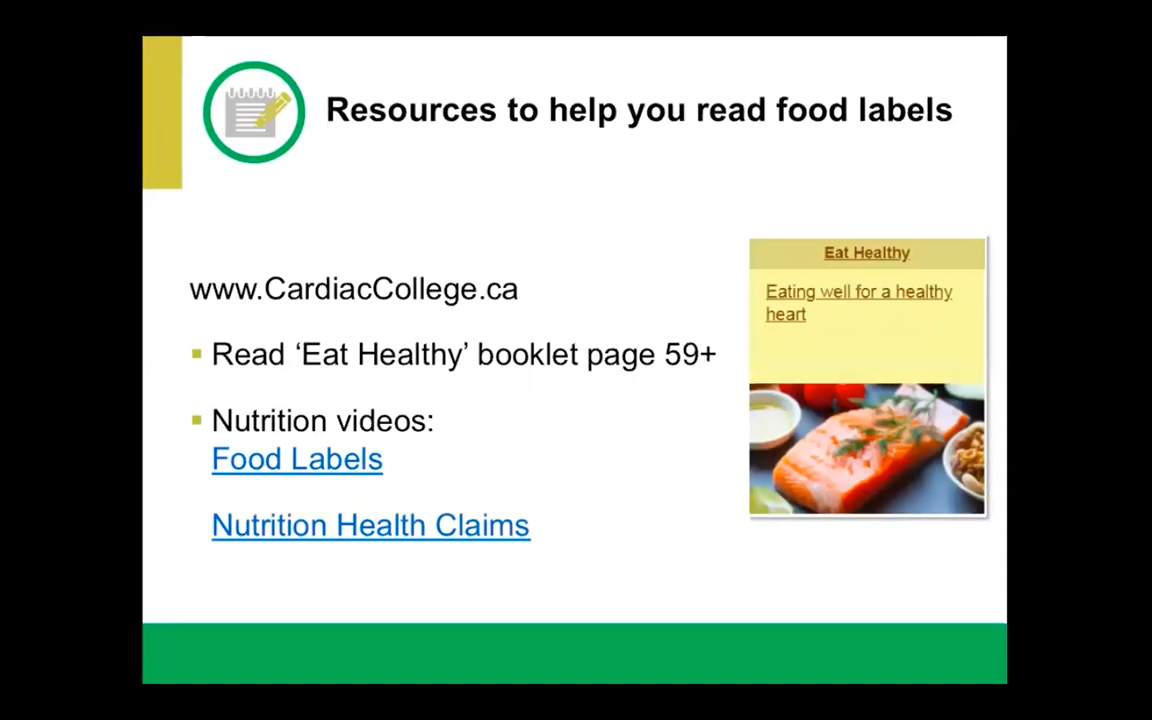 Resources to help you read food labels
www.CardiacCollege.ca
Read ‘Eat Healthy’ booklet page 59+
Nutrition videos:
Food Labels
Nutrition Health Claims
Eat Healthy
Eating well for a healthy
heart